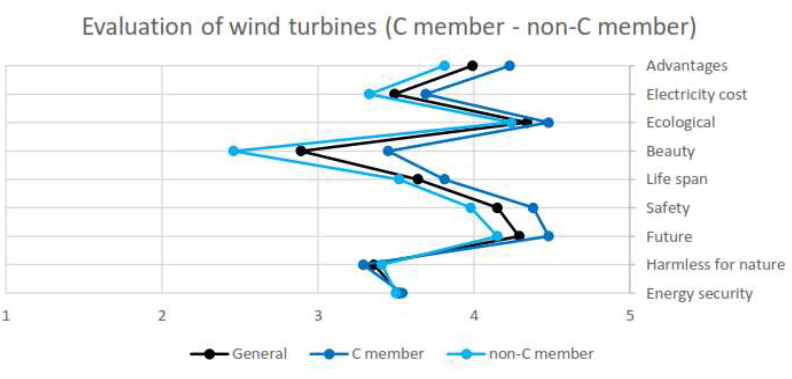 Evaluation of wind turbines (C member - non-C member)
Advantages
Electricity cost
Ecological
Beauty
Life span
Safety
Future
Harmless for nature
Energy security
1 2 3 4 5
General C member non-C member